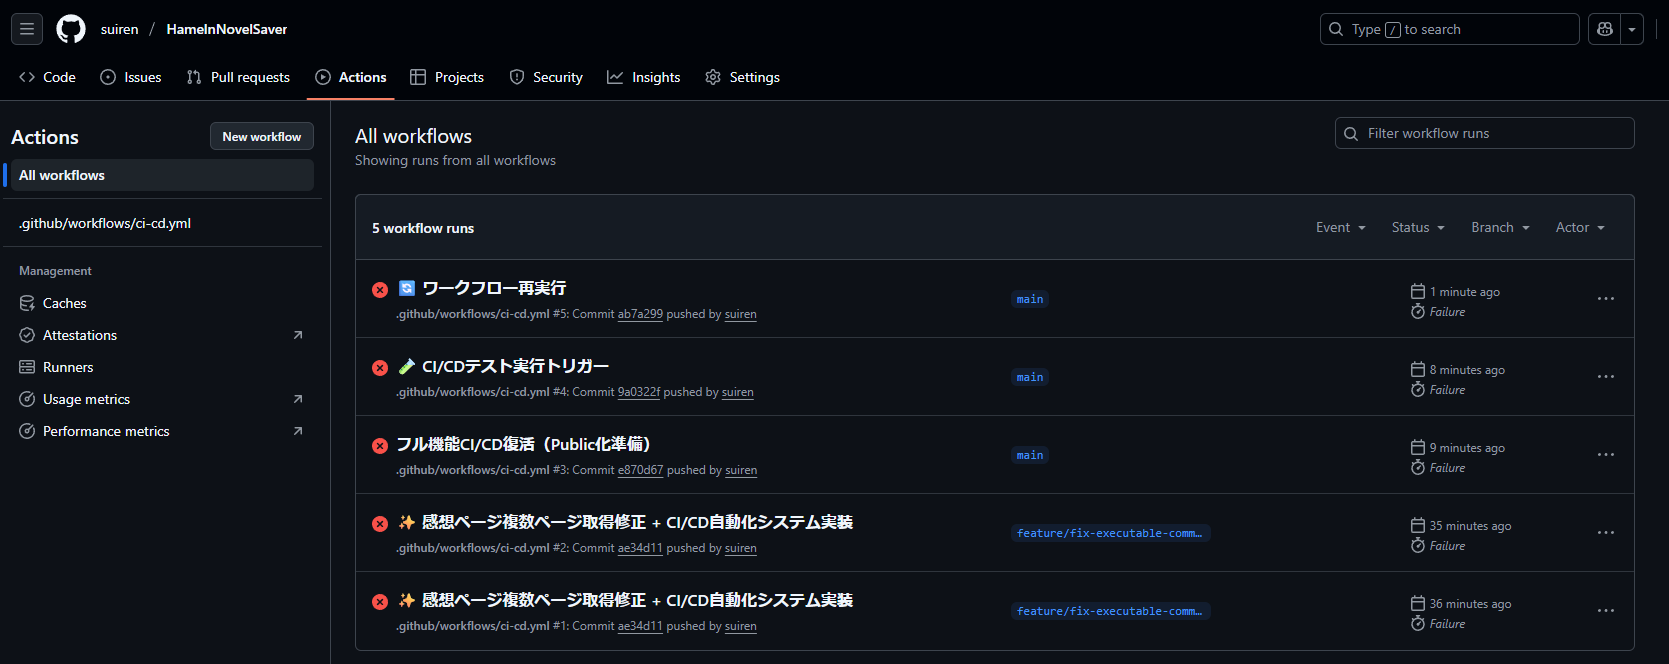 suiren / HamelnNovelSaver
Type / to search
Code Issues Pull requests Actions Projects Security Insights Settings
Actions
New workflow
All workflows
.github/workflows/ci-cd.yml
Management
Caches
Attestations
Runners
Usage metrics
Performance metrics
All workflows
Showing runs from all workflows
Filter workflow runs
5 workflow runs
Event Status Branch Actor
🔄 ワークフロー再実行
.github/workflows/ci-cd.yml #5: Commit ab7a299 pushed by suiren
main
1 minute ago
Failure
🧪 CI/CDテスト実行トリガー
.github/workflows/ci-cd.yml #4: Commit 9a0322f pushed by suiren
main
8 minutes ago
Failure
フル機能CI/CD復活（Public化準備）
.github/workflows/ci-cd.yml #3: Commit e870d67 pushed by suiren
main
9 minutes ago
Failure
✨ 感想ページ複数ページ取得修正 + CI/CD自動化システム実装
.github/workflows/ci-cd.yml #2: Commit ae34d11 pushed by suiren
feature/fix-executable-comm…
35 minutes ago
Failure
✨ 感想ページ複数ページ取得修正 + CI/CD自動化システム実装
.github/workflows/ci-cd.yml #1: Commit ae34d11 pushed by suiren
feature/fix-executable-comm…
36 minutes ago
Failure